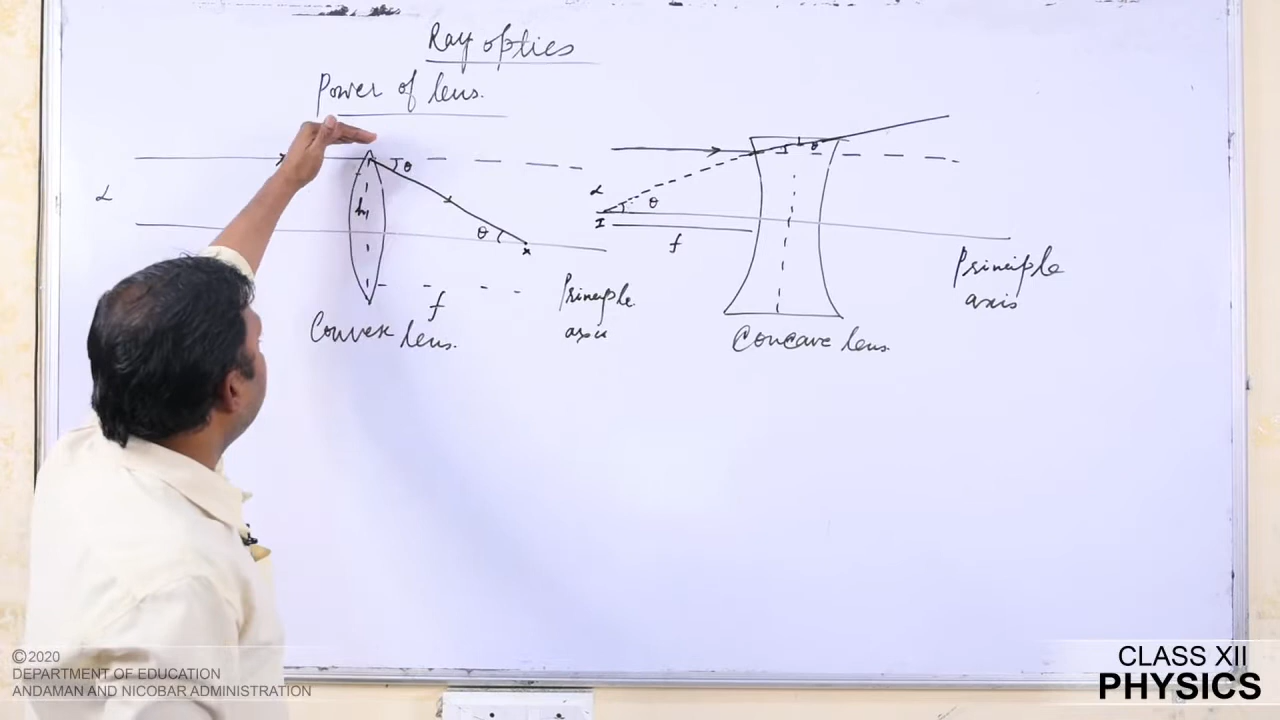 Ray optics
Power of lens.
θ
h
θ
f
Principle
axis
Convex lens.
θ
θ
I
f
Principle
axis
Concave lens
©2020
DEPARTMENT OF EDUCATION
ANDAMAN AND NICOBAR ADMINISTRATION
CLASS XII
PHYSICS